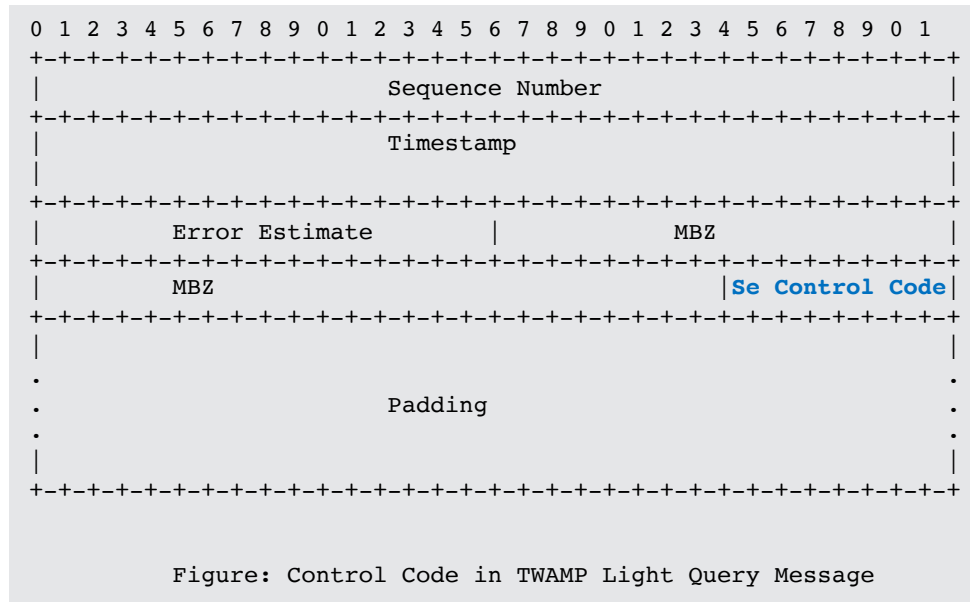 0 1 2 3 4 5 6 7 8 9 0 1 2 3 4 5 6 7 8 9 0 1 2 3 4 5 6 7 8 9 0 1
+-+-+-+-+-+-+-+-+-+-+-+-+-+-+-+-+-+-+-+-+-+-+-+-+-+-+-+-+-+-+-+-+
|                        Sequence Number                        |
+-+-+-+-+-+-+-+-+-+-+-+-+-+-+-+-+-+-+-+-+-+-+-+-+-+-+-+-+-+-+-+-+
|                        Timestamp                              |
|                                                               |
+-+-+-+-+-+-+-+-+-+-+-+-+-+-+-+-+-+-+-+-+-+-+-+-+-+-+-+-+-+-+-+-+
|         Error Estimate        |            MBZ                |
+-+-+-+-+-+-+-+-+-+-+-+-+-+-+-+-+-+-+-+-+-+-+-+-+-+-+-+-+-+-+-+-+
|         MBZ                                   |Se Control Code|
+-+-+-+-+-+-+-+-+-+-+-+-+-+-+-+-+-+-+-+-+-+-+-+-+-+-+-+-+-+-+-+-+
|                                                               |
.                                                               .
.                        Padding                                .
.                                                               .
|                                                               |
+-+-+-+-+-+-+-+-+-+-+-+-+-+-+-+-+-+-+-+-+-+-+-+-+-+-+-+-+-+-+-+-+
Figure: Control Code in TWAMP Light Query Message